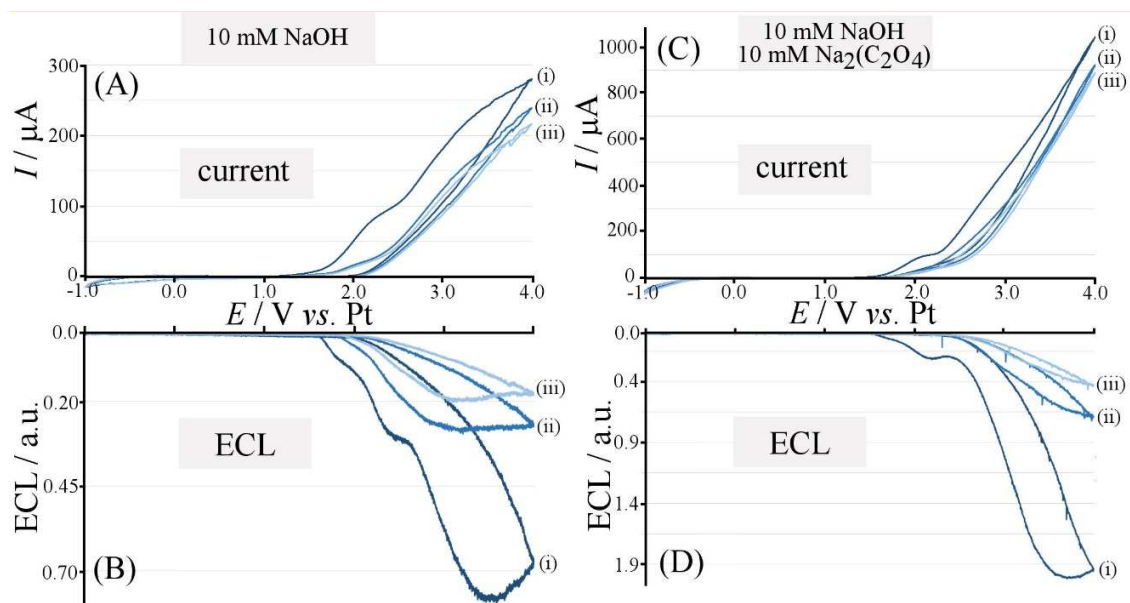 10 mM NaOH
(A)
300
200
100
0
I / μA
current
(i)
(ii)
(iii)
-1.0
0.0
1.0
2.0
3.0
4.0
E / V vs. Pt
0.0
0.20
0.45
0.70
ECL / a.u.
ECL
(iii)
(ii)
(i)
(B)
10 mM NaOH
10 mM Na2(C2O4)
(C)
1000
800
600
400
200
0
I / μA
current
(i)
(ii)
(iii)
-1.0
0.0
1.0
2.0
3.0
4.0
E / V vs. Pt
0.0
0.4
0.9
1.4
1.9
ECL / a.u.
ECL
(iii)
(ii)
(i)
(D)